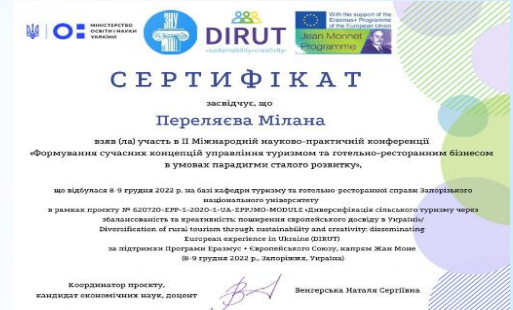 МІНІСТЕРСТВО
ОСВІТИ І НАУКИ
УКРАЇНИ
ЗНУ
DIRUT
«sustainability+creativity»
With the support of the
Erasmus+ Programme
of the European Union
Jean Monnet
Programme
СЕРТИФІКАТ
засвідчує, що
Переляєва Мілана
взяв (ла) участь в ІІ Міжнародній науково-практичній конференції
«Формування сучасних концепцій управління туризмом та готельно-ресторанним бізнесом
в умовах парадигми сталого розвитку»,
що відбулася 8-9 грудня 2022 р. на базі кафедри туризму та готельно-ресторанної справи Запорізького
національного університету
в рамках проєкту № 620720-EPP-1-2020-1-UA-EPPJMO-MODULE «Диверсифікація сільського туризму через
збалансованість та креативність: поширення європейського досвіду в Україні»/
Diversification of rural tourism through sustainability and creativity: disseminating
European experience in Ukraine (DIRUT)
за підтримки Програми Еразмус + Європейського Союзу, напрям Жан Моне
(8-9 грудня 2022 р., Запоріжжя, Україна)
Координатор проєкту,
кандидат економічних наук, доцент
Венгерська Наталя Сергіївна